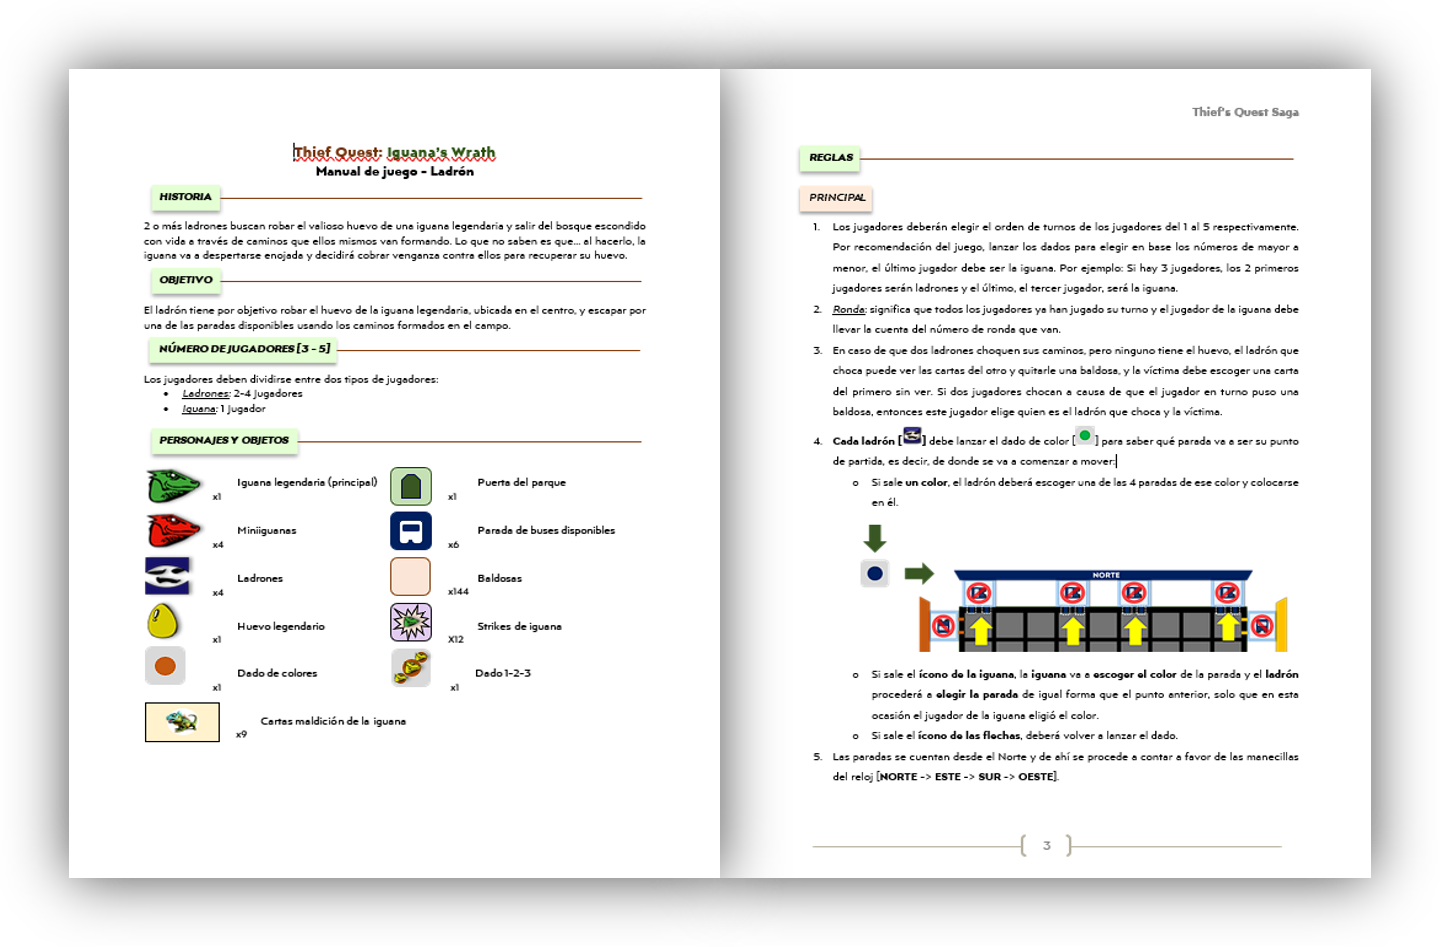 Thief Quest: Iguana's Wrath
Manual de juego - Ladrón
HISTORIA
2 o más ladrones buscan robar el valioso huevo de una iguana legendaria y salir del bosque escondido
con vida a través de caminos que ellos mismos van formando. Lo que no saben es que... al hacerlo, la
iguana va a despertarse enojada y decidirá cobrar venganza contra ellos para recuperar su huevo.
OBJETIVO
El ladrón tiene por objetivo robar el huevo de la iguana legendaria, ubicada en el centro, y escapar por
una de las paradas disponibles usando los caminos formados en el campo.
NÚMERO DE JUGADORES [3 - 5]
Los jugadores deben dividirse entre dos tipos de jugadores:
• Ladrones: 2-4 Jugadores
• Iguana: 1 Jugador
PERSONAJES Y OBJETOS
x1 Iguana legendaria (principal) x1 Puerta del parque
x4 Miniiguanas x6 Parada de buses disponibles
x4 Ladrones x144 Baldosas
x1 Huevo legendario X12 Strikes de iguana
x1 Dado de colores x1 Dado 1-2-3
x9 Cartas maldición de la iguana
Thief's Quest Saga
REGLAS
PRINCIPAL
1. Los jugadores deberán elegir el orden de turnos de los jugadores del 1 al 5 respectivamente.
Por recomendación del juego, lanzar los dados para elegir en base los números de mayor a
menor, el último jugador debe ser la iguana. Por ejemplo: Si hay 3 jugadores, los 2 primeros
jugadores serán ladrones y el último, el tercer jugador, será la iguana.
2. Ronda: significa que todos los jugadores ya han jugado su turno y el jugador de la iguana debe
llevar la cuenta del número de ronda que van.
3. En caso de que dos ladrones choquen sus caminos, pero ninguno tiene el huevo, el ladrón que
choca puede ver las cartas del otro y quitarle una baldosa, y la víctima debe escoger una carta
del primero sin ver. Si dos jugadores chocan a causa de que el jugador en turno puso una
baldosa, entonces este jugador elige quien es el ladrón que choca y la víctima.
4. Cada ladrón [ ] debe lanzar el dado de color [ ] para saber qué parada va a ser su punto
de partida, es decir, de donde se va a comenzar a mover:
o Si sale un color, el ladrón deberá escoger una de las 4 paradas de ese color y colocarse
en él.
NORTE
o Si sale el ícono de la iguana, la iguana va a escoger el color de la parada y el ladrón
procederá a elegir la parada de igual forma que el punto anterior, solo que en esta
ocasión el jugador de la iguana eligió el color.
o Si sale el ícono de las flechas, deberá volver a lanzar el dado.
5. Las paradas se cuentan desde el Norte y de ahí se procede a contar a favor de las manecillas
del reloj [NORTE -> ESTE -> SUR -> OESTE].
3